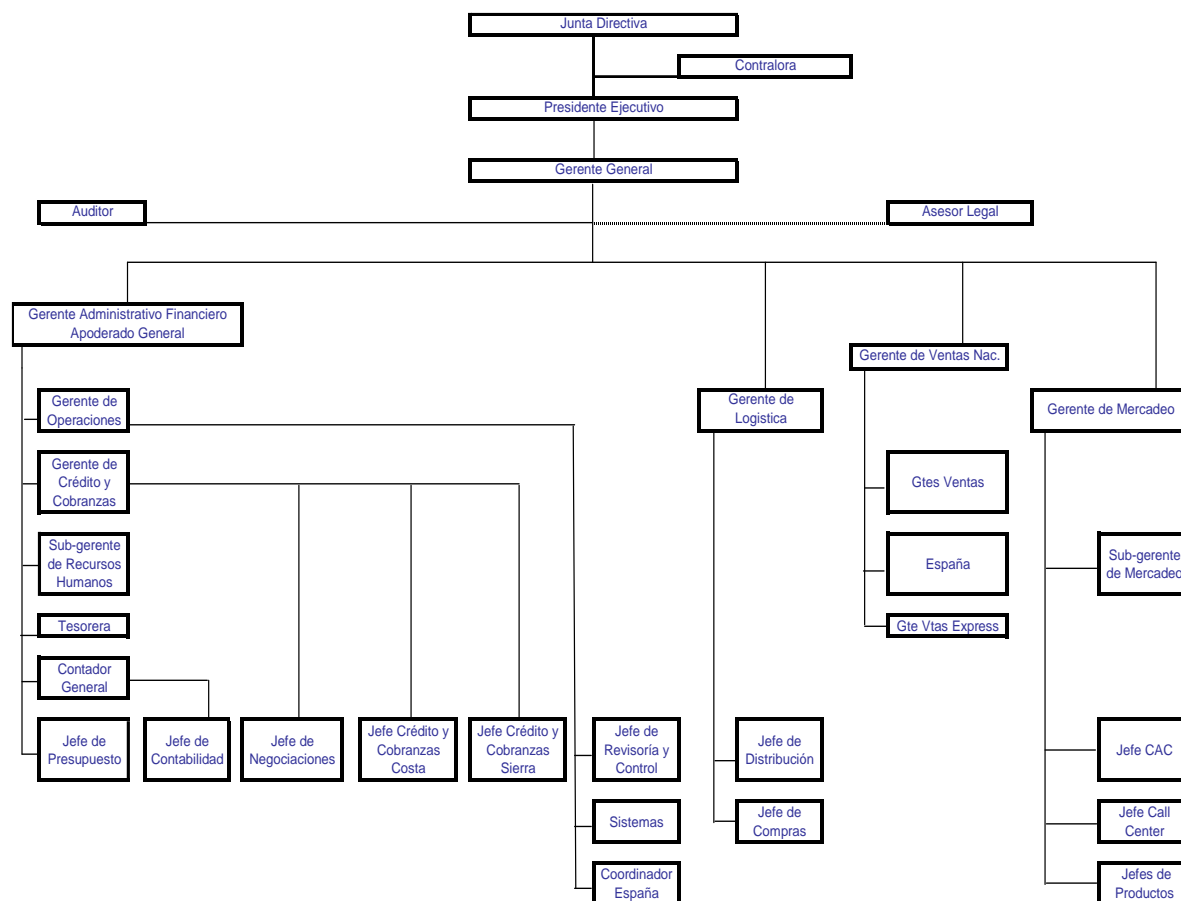 Junta Directiva
Contralora
Presidente Ejecutivo
Gerente General
Auditor
Asesor Legal
Gerente Administrativo Financiero
Apoderado General
Gerente de Ventas Nac.
Gerente de
Operaciones
Gerente de
Logistica
Gerente de Mercadeo
Gerente de
Crédito y
Cobranzas
Gtes Ventas
Sub-gerente
de Recursos
Humanos
España
Sub-gerente
de Mercadeo
Tesorera
Gte Vtas Express
Contador
General
Jefe de
Presupuesto
Jefe de
Contabilidad
Jefe de
Negociaciones
Jefe Crédito y
Cobranzas
Costa
Jefe Crédito y
Cobranzas
Sierra
Jefe de
Revisoría y
Control
Jefe de
Distribución
Jefe CAC
Sistemas
Jefe de
Compras
Jefe Call
Center
Coordinador
España
Jefes de
Productos